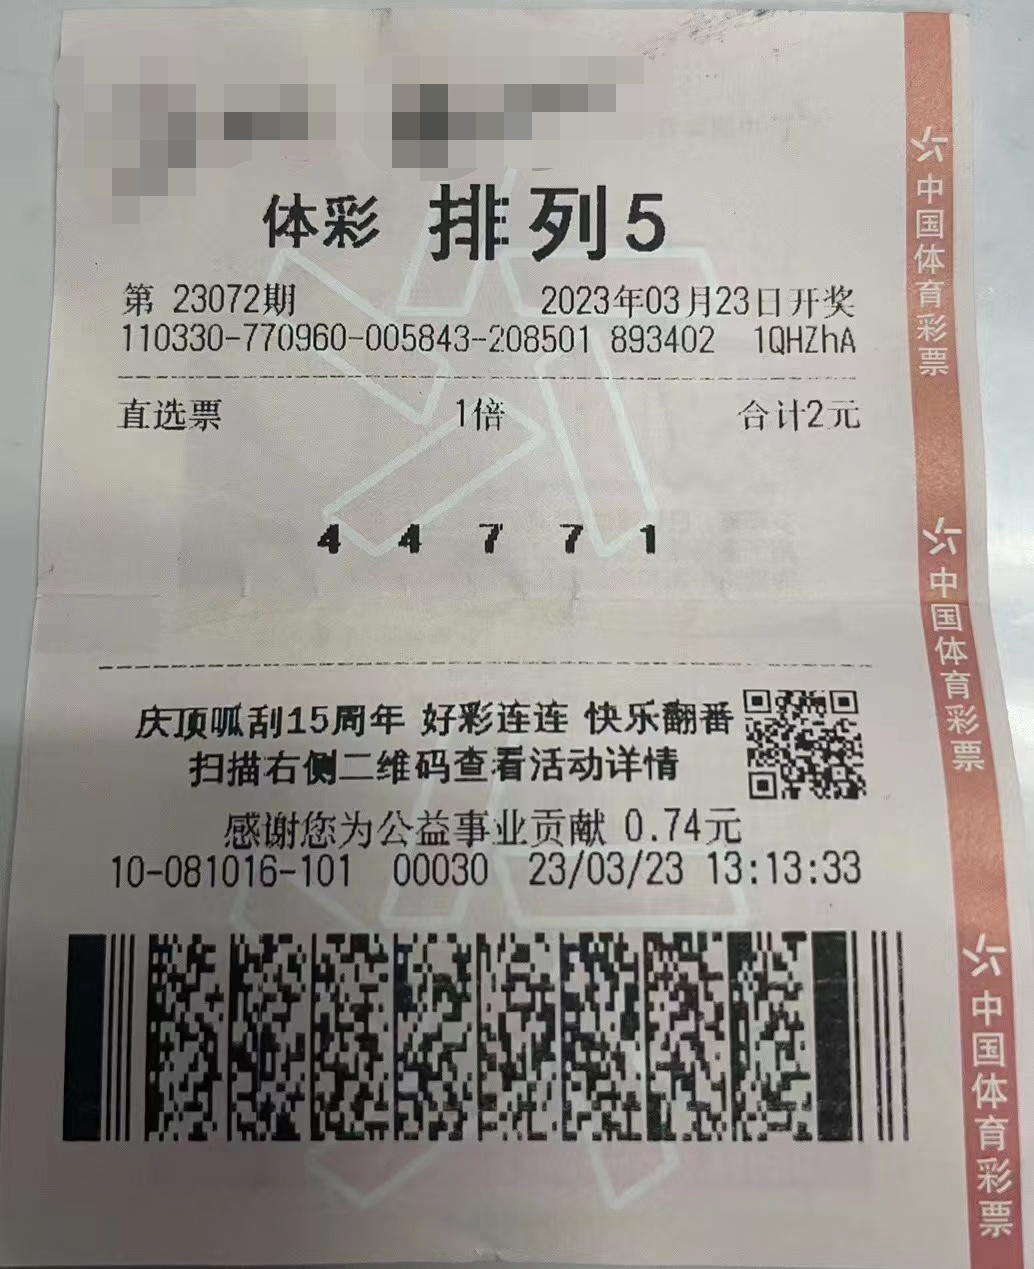 体彩 排列5
第 23072期 2023年03月23日开奖
110330-770960-005843-208501 893402 1QHZhA
直选票 1倍 合计2元
4 4 7 7 1
庆顶呱刮15周年 好彩连连 快乐翻番
扫描右侧二维码查看活动详情
感谢您为公益事业贡献 0.74元
10-081016-101 00030 23/03/23 13:13:33
中国体育彩票
中国体育彩票
中国体育彩票